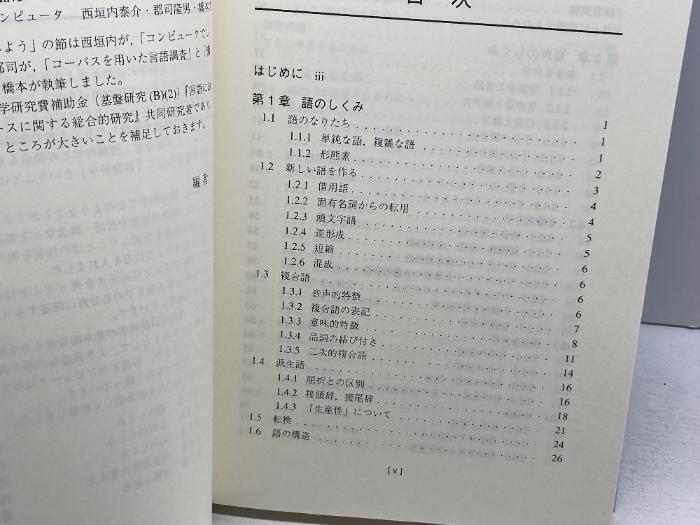 ンピュータ　西垣内泰介・郡司隆男・橋本
よう」の節は西垣内が，「コンピュータで
郡司が，「コーパスを用いた言語調査」と
橋本が執筆しました．
学研究費補助金（基盤研究(B)(2)『言語に
ースに関する総合的研究』共同研究者であり，
ところが大きいことを補足しておきます．
編者
目 次
はじめに iii
第1章 語のしくみ 1
1.1 語のなりたち 1
1.1.1 単純な語，複雑な語 1
1.1.2 形態素 2
1.2 新しい語を作る 3
1.2.1 借用語 4
1.2.2 固有名詞からの転用 4
1.2.3 頭文字語 5
1.2.4 逆形成 5
1.2.5 短縮 6
1.2.6 混成 6
1.3 複合語 6
1.3.1 音声的特徴 6
1.3.2 複合語の表記 7
1.3.3 意味的特徴 8
1.3.4 品詞の結び付き 11
1.3.5 二次的複合語 14
1.4 派生語 16
1.4.1 屈折との区別 16
1.4.2 接頭辞，接尾辞 18
1.4.3 「生産性」について 21
1.5 転換 24
1.6 語の構造 26
[v]